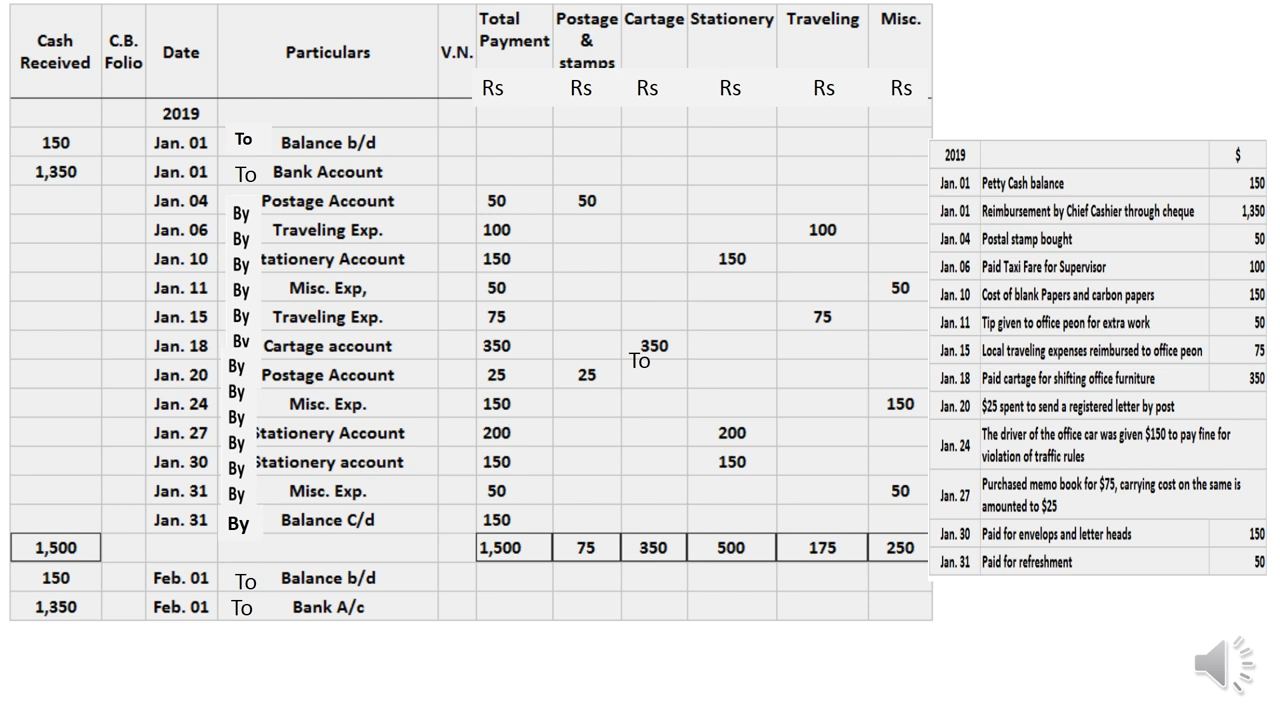 Cash Received C.B. Folio Date Particulars V.N. Total Payment Postage & stamps Cartage Stationery Traveling Misc.
Rs Rs Rs Rs Rs Rs
2019
150 Jan. 01 To Balance b/d
1,350 Jan. 01 To Bank Account
Jan. 04 By Postage Account 50 50
Jan. 06 By Traveling Exp. 100 100
Jan. 10 By tationery Account 150 150
Jan. 11 By Misc. Exp, 50 50
Jan. 15 By Traveling Exp. 75 75
Jan. 18 By Cartage account 350 350
To
Jan. 20 By Postage Account 25 25
Jan. 24 By Misc. Exp. 150 150
Jan. 27 By Stationery Account 200 200
Jan. 30 By Stationery account 150 150
Jan. 31 By Misc. Exp. 50 50
Jan. 31 By Balance C/d 150
By
1,500 1,500 75 350 500 175 250
150 Feb. 01 To Balance b/d
1,350 Feb. 01 To Bank A/c
2019 $
Jan. 01 Petty Cash balance 150
Jan. 01 Reimbursement by Chief Cashier through cheque 1,350
Jan. 04 Postal stamp bought 50
Jan. 06 Paid Taxi Fare for Supervisor 100
Jan. 10 Cost of blank Papers and carbon papers 150
Jan. 11 Tip given to office peon for extra work 50
Jan. 15 Local traveling expenses reimbursed to office peon 75
Jan. 18 Paid cartage for shifting office furniture 350
Jan. 20 $25 spent to send a registered letter by post
Jan. 24 The driver of the office car was given $150 to pay fine for
violation of traffic rules
Jan. 27 Purchased memo book for $75, carrying cost on the same is
amounted to $25
Jan. 30 Paid for envelops and letter heads 150
Jan. 31 Paid for refreshment 50